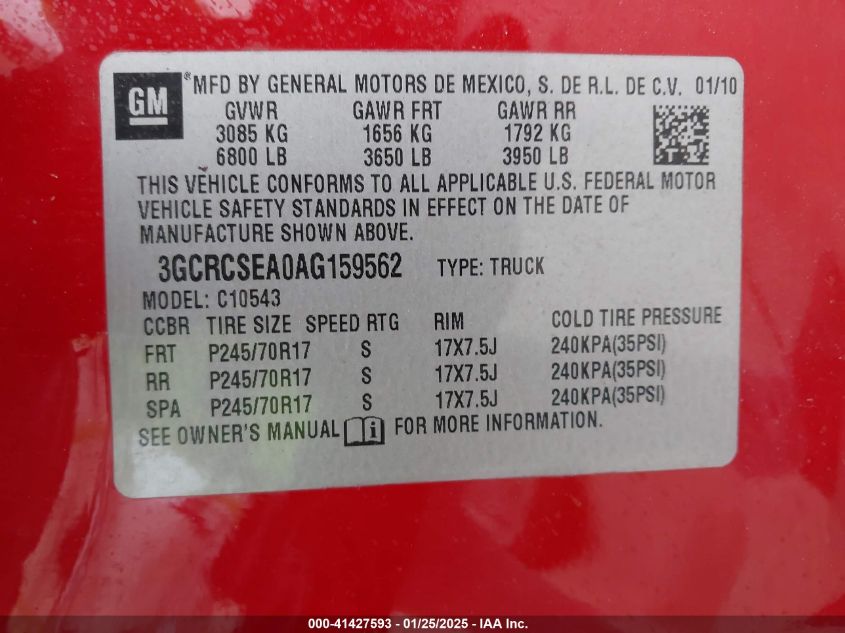 GM ® MFD BY GENERAL MOTORS DE MEXICO, S. DE R.L. DE C.V. 01/10
GVWR GAWR FRT GAWR RR
3085 KG 1656 KG 1792 KG
6800 LB 3650 LB 3950 LB
THIS VEHICLE CONFORMS TO ALL APPLICABLE U.S. FEDERAL MOTOR
VEHICLE SAFETY STANDARDS IN EFFECT ON THE DATE OF
MANUFACTURE SHOWN ABOVE.
3GCRCSEA0AG159562 TYPE: TRUCK
MODEL: C10543
CCBR TIRE SIZE SPEED RTG RIM COLD TIRE PRESSURE
FRT P245/70R17 S 17X7.5J 240KPA(35PSI)
RR P245/70R17 S 17X7.5J 240KPA(35PSI)
SPA P245/70R17 S 17X7.5J 240KPA(35PSI)
SEE OWNER'S MANUAL i FOR MORE INFORMATION.
000-41427593 - 01/25/2025 - IAA Inc.